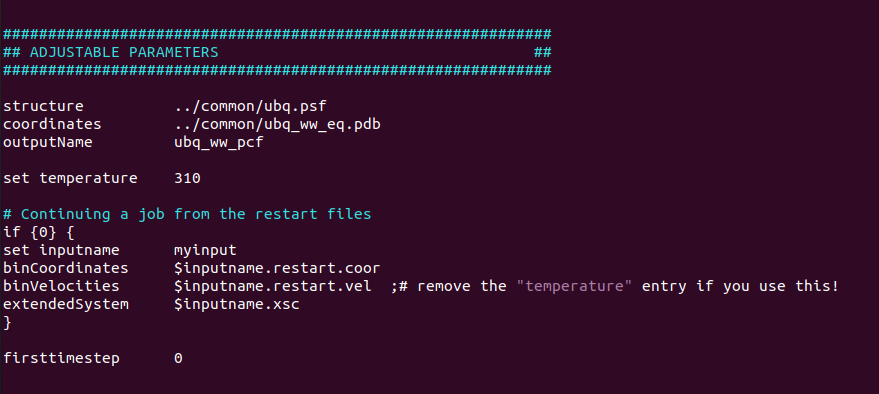 #############################################################
## ADJUSTABLE PARAMETERS                                   ##
#############################################################
structure          ../common/ubq.psf
coordinates        ../common/ubq_ww_eq.pdb
outputName         ubq_ww_pcf
set temperature    310
# Continuing a job from the restart files
if {0} {
set inputname      myinput
binCoordinates     $inputname.restart.coor
binVelocities      $inputname.restart.vel  ;# remove the "temperature" entry if you use this!
extendedSystem     $inputname.xsc
}
firsttimestep      0